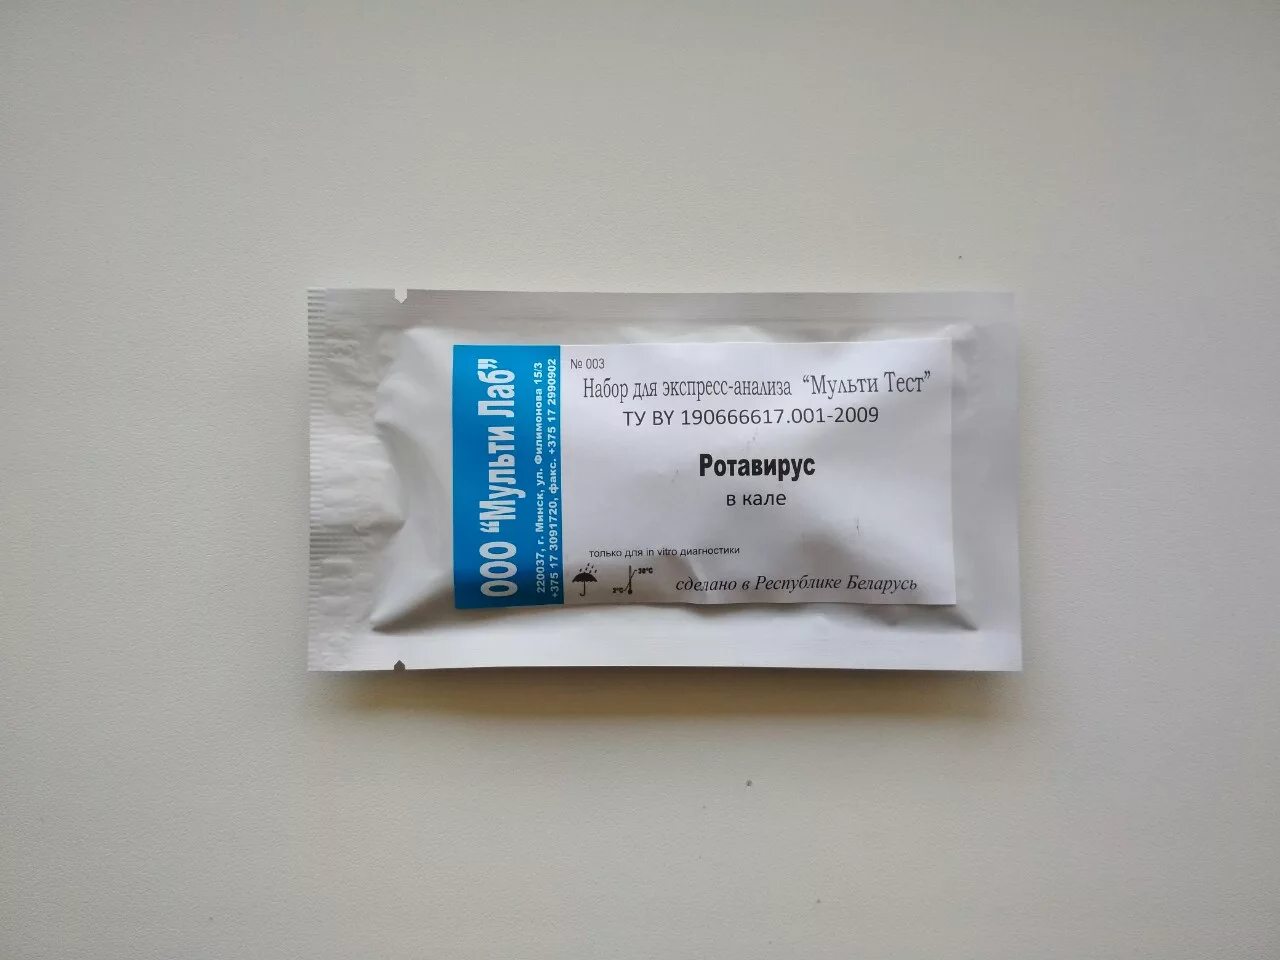 ООО “Мульти Лаб”
220037, г. Минск, ул. Филимонова 15/3
+375 17 3091720, факс. +375 17 2990902
№ 003
Набор для экспресс-анализа “Мульти Тест”
ТУ BY 190666617.001-2009
Ротавирус
в кале
только для in vitro диагностики
30°C
2°C
сделано в Республике Беларусь